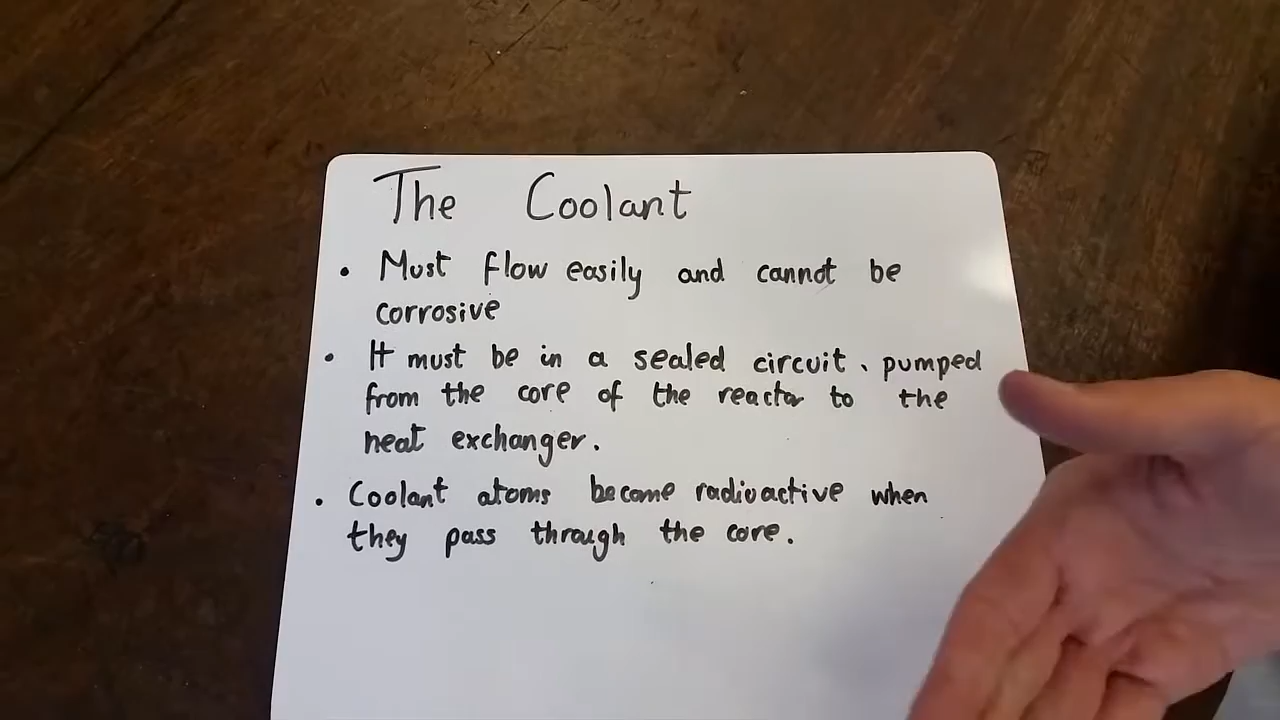 The Coolant
• Must flow easily and cannot be
corrosive
• It must be in a sealed circuit, pumped
from the core of the reactor to the
heat exchanger.
• Coolant atoms become radioactive when
they pass through the core.